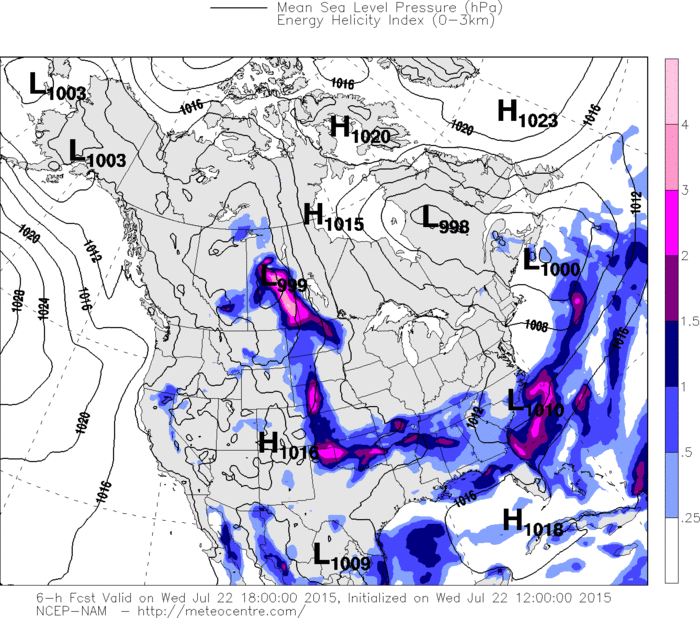 Mean Sea Level Pressure (hPa)
Energy Helicity Index (0-3km)
L1003
1016
1016
H1023
1016
4
L1003
H1020
1020
3
1020
1012
H1015
L998
1012
2
1028
1024
1016
L999
L1000
1.5
1008
1016
1
1020
L1010
1012
.5
H1016
1016
1016
.25
H1018
L1009
6-h Fcst Valid on Wed Jul 22 18:00:00 2015, Initialized on Wed Jul 22 12:00:00 2015
NCEP-NAM - http://meteocentre.com/